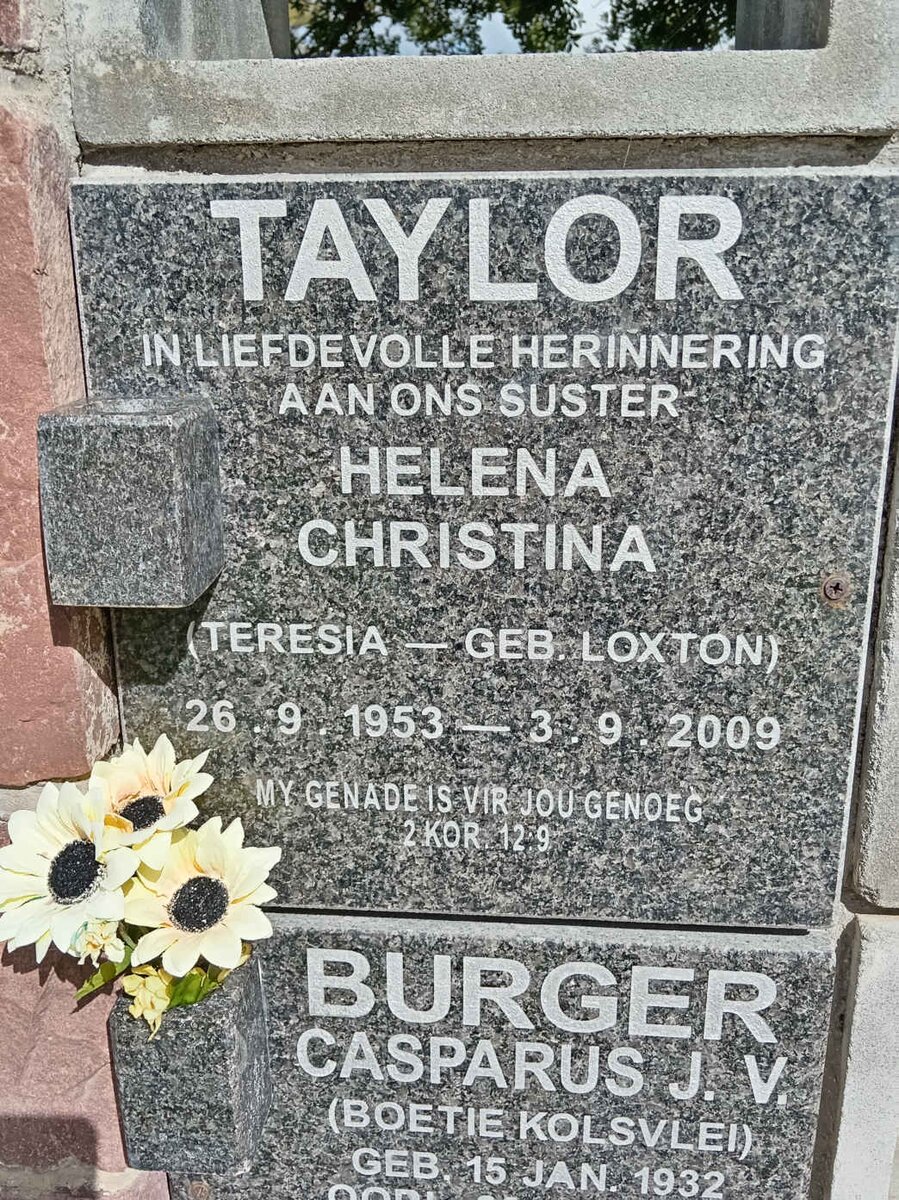 TAYLOR
IN LIEFDEVOLLE HERINNERING
AAN ONS SUSTER
HELENA
CHRISTINA
(TERESIA — GEB. LOXTON)
26 . 9 . 1953 — 3 . 9 . 2009
MY GENADE IS VIR JOU GENOEG
2 KOR. 12:9
BURGER
CASPARUS J. V.
(BOETIE KOLSVLEI)
GEB. 15 JAN. 1932